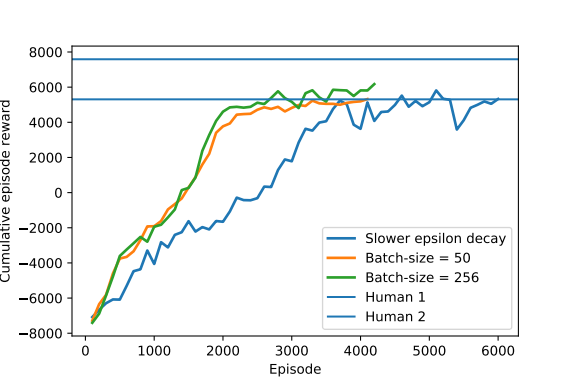 8000
6000
4000
2000
0
−2000
−4000
−6000
−8000
Cumulative episode reward
Slower epsilon decay
Batch-size = 50
Batch-size = 256
Human 1
Human 2
0 1000 2000 3000 4000 5000 6000
Episode